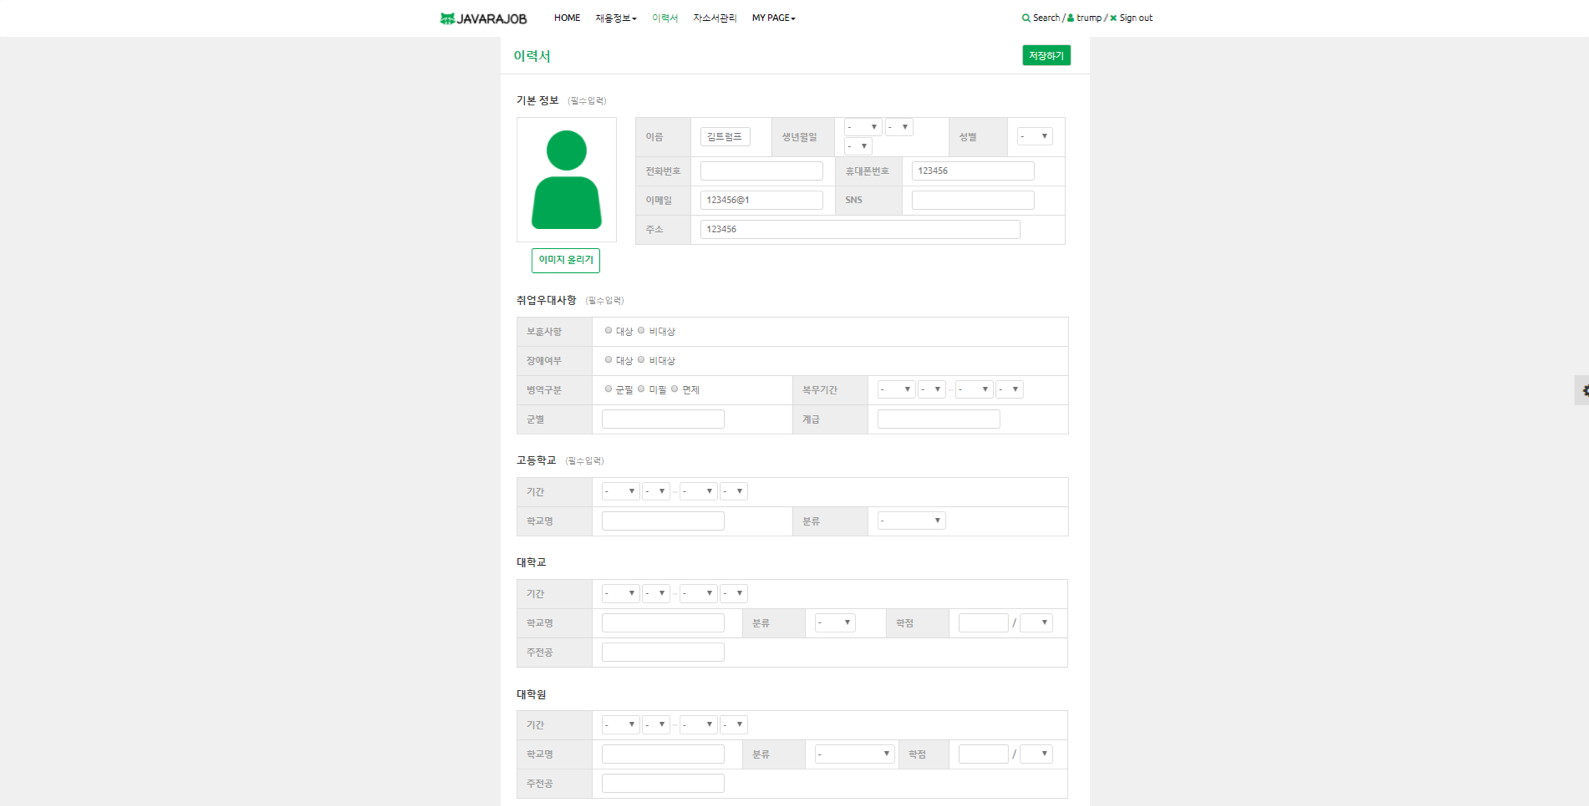 JAVARAJOB HOME 채용정보 이력서 자소서관리 MY PAGE Search / trump / Sign out
이력서 저장하기
기본 정보 (필수입력)
이름 김트럼프 생년월일 - - - 성별 -
전화번호 휴대폰번호 123456
이메일 123456@1 SNS
주소 123456
이미지 올리기
취업우대사항 (필수입력)
보훈사항 대상 비대상
장애여부 대상 비대상
병역구분 군필 미필 면제 복무기간 - - ~ - -
군별 계급
고등학교 (필수입력)
기간 - - ~ - -
학교명 분류 -
대학교
기간 - - ~ - -
학교명 분류 - 학점 /
주전공
대학원
기간 - - ~ - -
학교명 분류 - 학점 /
주전공